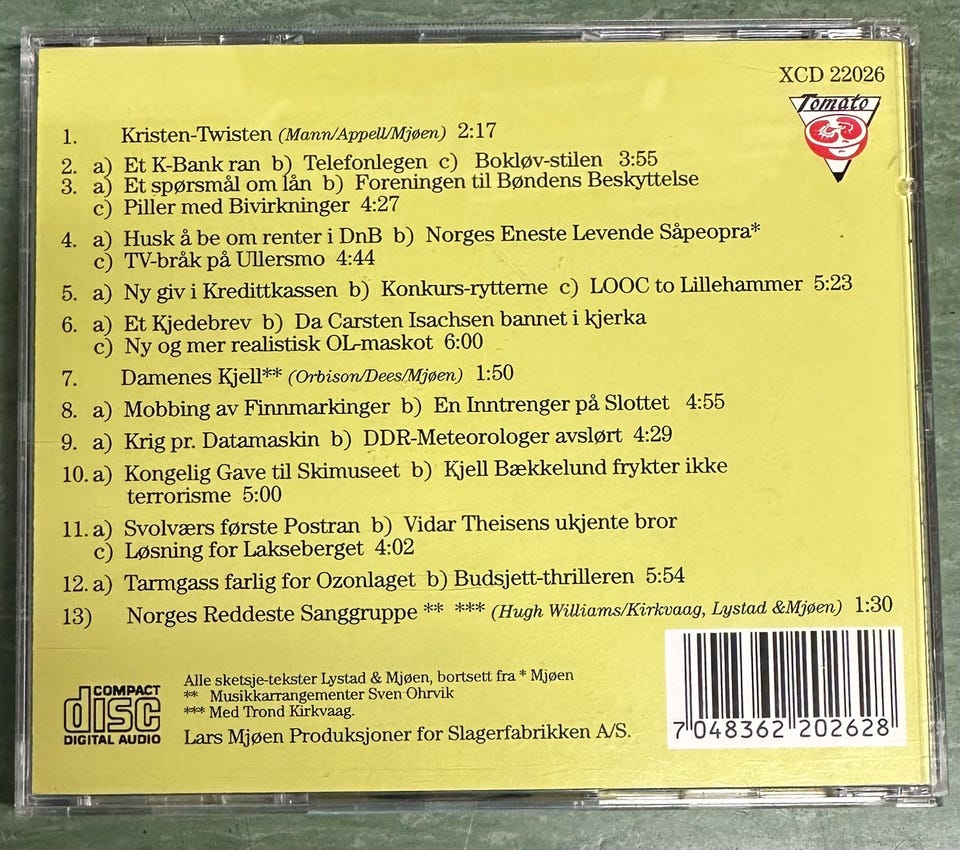 XCD 22026
Tomato
1. Kristen-Twisten (Mann/Appell/Mjøen) 2:17
2. a) Et K-Bank ran b) Telefonlegen c) Bokløv-stilen 3:55
3. a) Et spørsmål om lån b) Foreningen til Bøndens Beskyttelse
c) Piller med Bivirkninger 4:27
4. a) Husk å be om renter i DnB b) Norges Eneste Levende Såpeopra*
c) TV-bråk på Ullersmo 4:44
5. a) Ny giv i Kredittkassen b) Konkurs-rytterne c) LOOC to Lillehammer 5:23
6. a) Et Kjedebrev b) Da Carsten Isachsen bannet i kjerka
c) Ny og mer realistisk OL-maskot 6:00
7. Damenes Kjell** (Orbison/Dees/Mjøen) 1:50
8. a) Mobbing av Finnmarkinger b) En Inntrenger på Slottet 4:55
9. a) Krig pr. Datamaskin b) DDR-Meteorologer avslørt 4:29
10. a) Kongelig Gave til Skimuseet b) Kjell Bækkelund frykter ikke
terrorisme 5:00
11. a) Svolværs første Postran b) Vidar Theisens ukjente bror
c) Løsning for Lakseberget 4:02
12. a) Tarmgass farlig for Ozonlaget b) Budsjett-thrilleren 5:54
13) Norges Reddeste Sanggruppe ** *** (Hugh Williams/Kirkvaag, Lystad &Mjøen) 1:30
COMPACT
disc
DIGITAL AUDIO
Alle sketsje-tekster Lystad & Mjøen, bortsett fra * Mjøen
** Musikkarrangementer Sven Ohrvik
*** Med Trond Kirkvaag.
Lars Mjøen Produksjoner for Slagerfabrikken A/S.
7 048362 202628